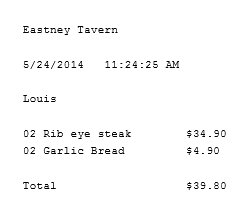 Eastney Tavern
5/24/2014 11:24:25 AM
Louis
02 Rib eye steak $34.90
02 Garlic Bread $4.90
Total $39.80